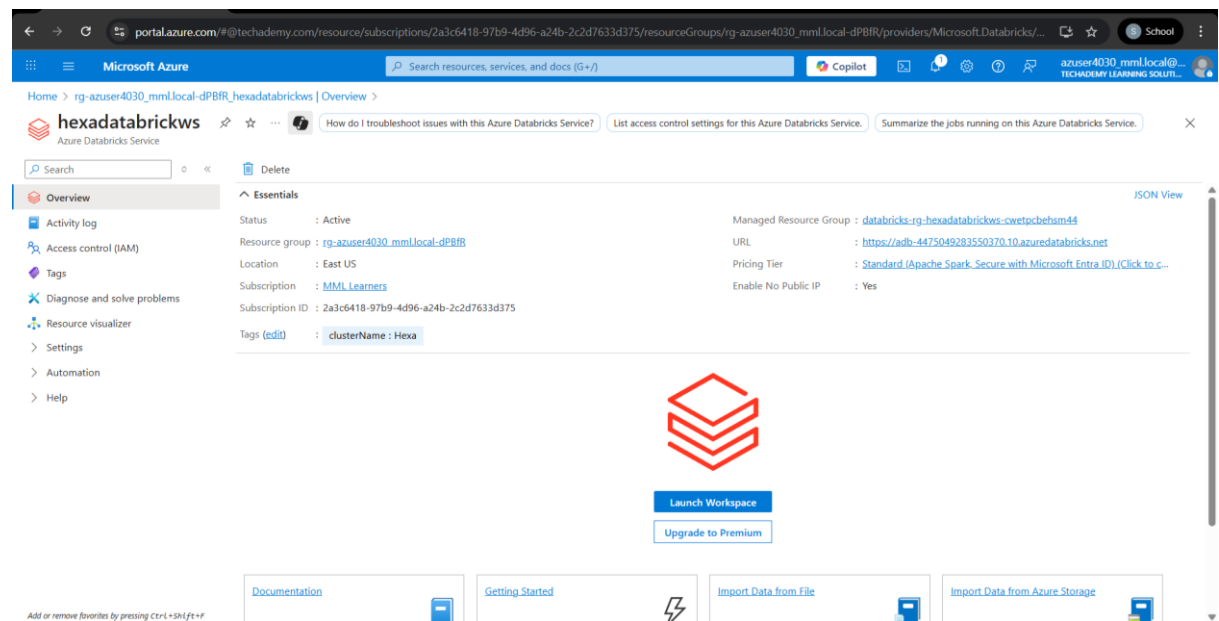 portal.azure.com/#@techademy.com/resource/subscriptions/2a3c6418-97b9-4d96-a24b-2c2d7633d375/resourceGroups/rg-azuser4030_mml.local-dPBfR/providers/Microsoft.Databricks/...
S School
Microsoft Azure
Search resources, services, and docs (G+/)
Copilot
1
azuser4030_mml.local@...
TECHADEMY LEARNING SOLUTI...
Home > rg-azuser4030_mml.local-dPBfR_hexadatabrickws | Overview >
hexadatabrickws
Azure Databricks Service
How do I troubleshoot issues with this Azure Databricks Service?
List access control settings for this Azure Databricks Service.
Summarize the jobs running on this Azure Databricks Service.
Search
Overview
Activity log
Access control (IAM)
Tags
Diagnose and solve problems
Resource visualizer
Settings
Automation
Help
Delete
Essentials
JSON View
Status : Active
Resource group : rg-azuser4030_mml.local-dPBfR
Location : East US
Subscription : MML Learners
Subscription ID : 2a3c6418-97b9-4d96-a24b-2c2d7633d375
Tags (edit) : clusterName : Hexa
Managed Resource Group : databricks-rg-hexadatabrickws-cwetpcbehsm44
URL : https://adb-4475049283550370.10.azuredatabricks.net
Pricing Tier : Standard (Apache Spark, Secure with Microsoft Entra ID) (Click to c...
Enable No Public IP : Yes
Launch Workspace
Upgrade to Premium
Documentation
Getting Started
Import Data from File
Import Data from Azure Storage
Add or remove favorites by pressing Ctrl+Shift+F